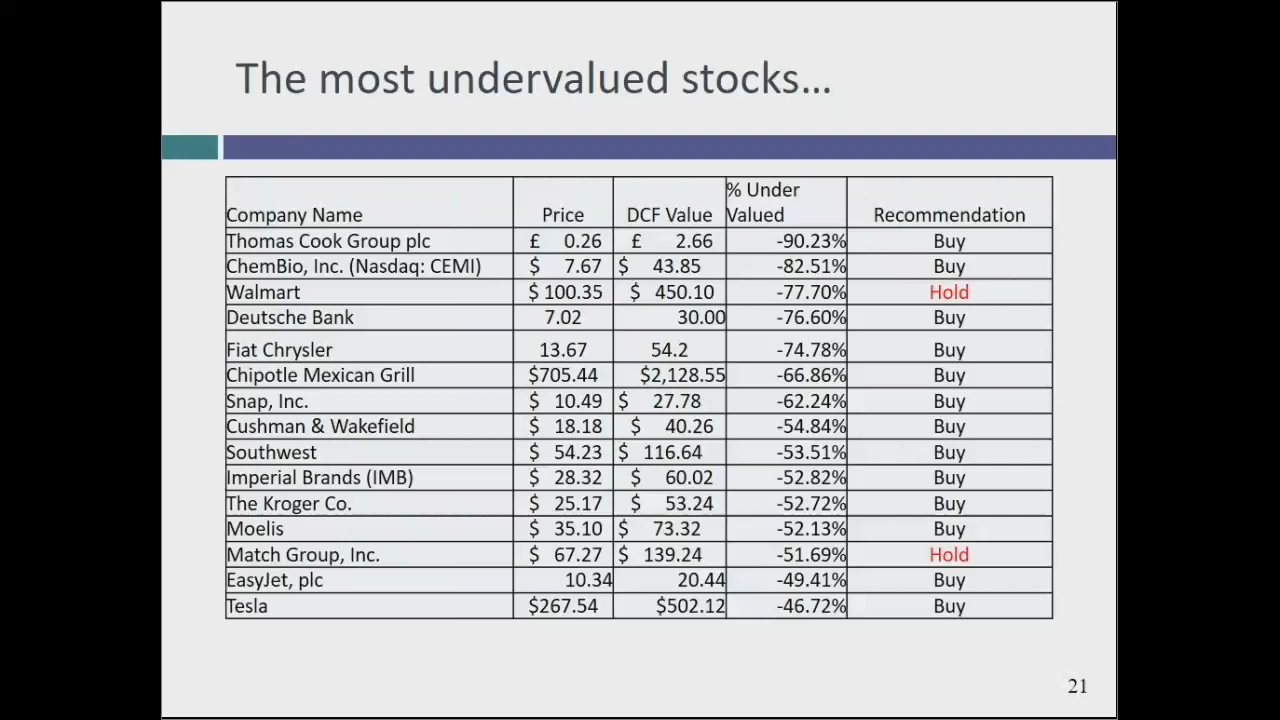 The most undervalued stocks...
Company Name Price DCF Value % Under Valued Recommendation
Thomas Cook Group plc £ 0.26 £ 2.66 -90.23% Buy
ChemBio, Inc. (Nasdaq: CEMI) $ 7.67 $ 43.85 -82.51% Buy
Walmart $ 100.35 $ 450.10 -77.70% Hold
Deutsche Bank 7.02 30.00 -76.60% Buy
Fiat Chrysler 13.67 54.2 -74.78% Buy
Chipotle Mexican Grill $705.44 $2,128.55 -66.86% Buy
Snap, Inc. $ 10.49 $ 27.78 -62.24% Buy
Cushman & Wakefield $ 18.18 $ 40.26 -54.84% Buy
Southwest $ 54.23 $ 116.64 -53.51% Buy
Imperial Brands (IMB) $ 28.32 $ 60.02 -52.82% Buy
The Kroger Co. $ 25.17 $ 53.24 -52.72% Buy
Moelis $ 35.10 $ 73.32 -52.13% Buy
Match Group, Inc. $ 67.27 $ 139.24 -51.69% Hold
EasyJet, plc 10.34 20.44 -49.41% Buy
Tesla $267.54 $502.12 -46.72% Buy
21